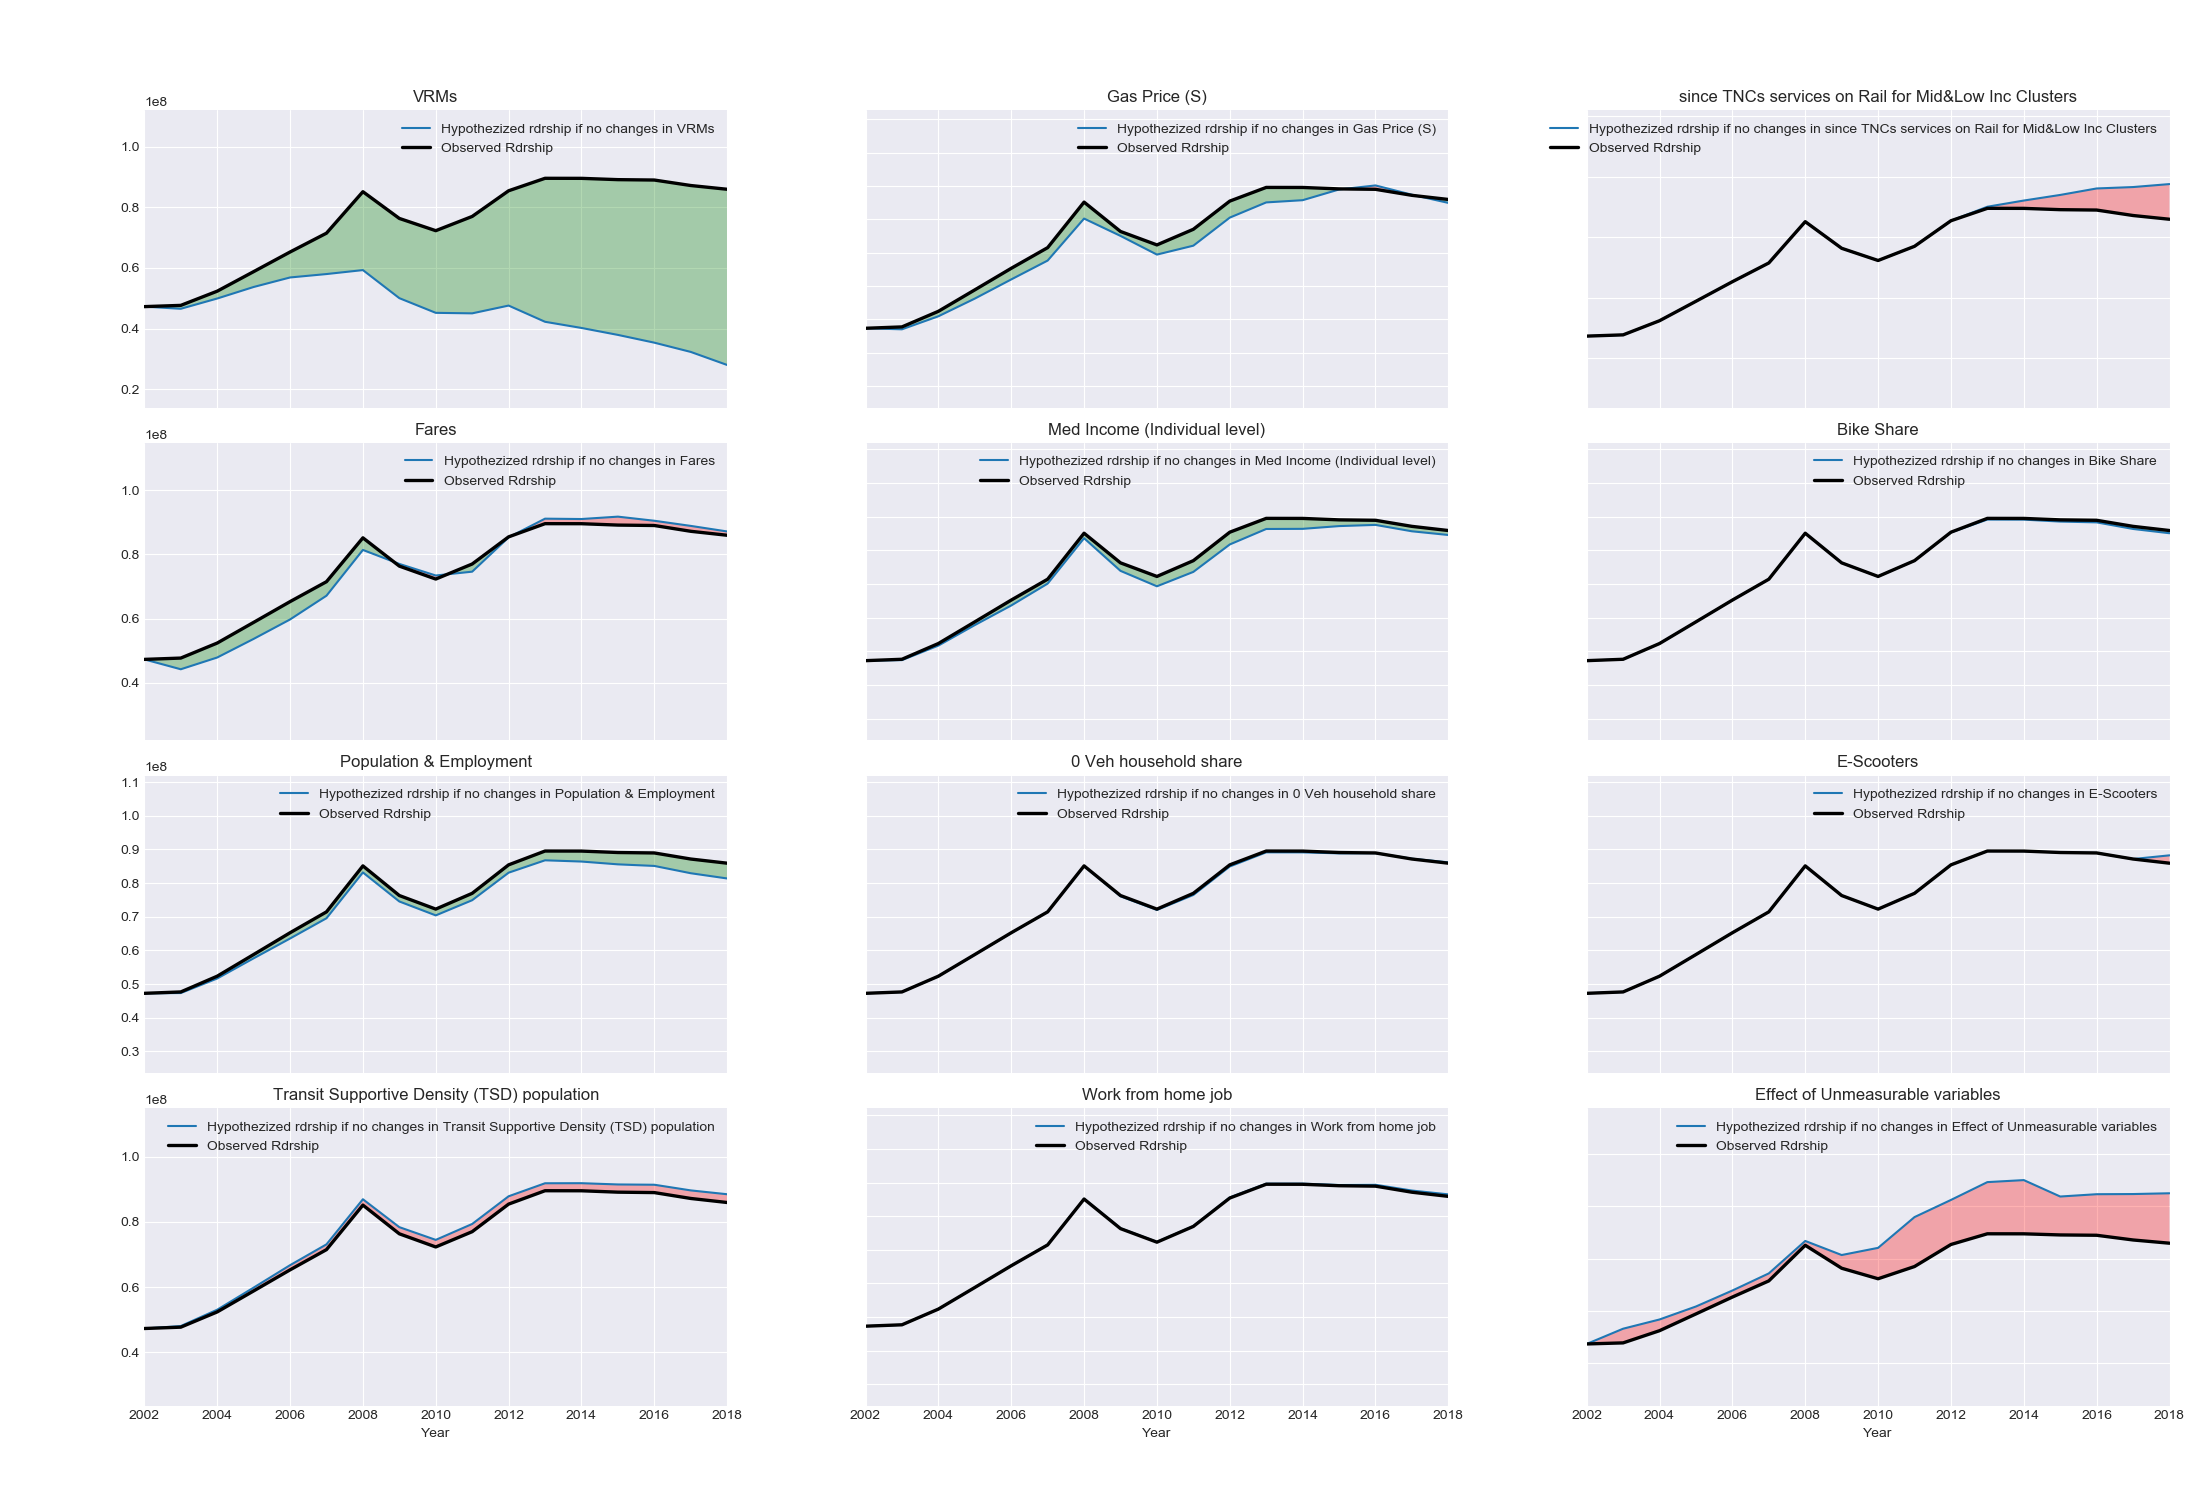 VRMs
1e8
Hypothezized rdrship if no changes in VRMs
Observed Rdrship
1.0
0.8
0.6
0.4
0.2
Gas Price (S)
Hypothezized rdrship if no changes in Gas Price (S)
Observed Rdrship
since TNCs services on Rail for Mid&Low Inc Clusters
Hypothezized rdrship if no changes in since TNCs services on Rail for Mid&Low Inc Clusters
Observed Rdrship
Fares
1e8
Hypothezized rdrship if no changes in Fares
Observed Rdrship
1.0
0.8
0.6
0.4
Med Income (Individual level)
Hypothezized rdrship if no changes in Med Income (Individual level)
Observed Rdrship
Bike Share
Hypothezized rdrship if no changes in Bike Share
Observed Rdrship
Population & Employment
1e8
1.1
Hypothezized rdrship if no changes in Population & Employment
Observed Rdrship
1.0
0.9
0.8
0.7
0.6
0.5
0.4
0.3
0 Veh household share
Hypothezized rdrship if no changes in 0 Veh household share
Observed Rdrship
E-Scooters
Hypothezized rdrship if no changes in E-Scooters
Observed Rdrship
Transit Supportive Density (TSD) population
1e8
Hypothezized rdrship if no changes in Transit Supportive Density (TSD) population
Observed Rdrship
1.0
0.8
0.6
0.4
2002 2004 2006 2008 2010 2012 2014 2016 2018
Year
Work from home job
Hypothezized rdrship if no changes in Work from home job
Observed Rdrship
2002 2004 2006 2008 2010 2012 2014 2016 2018
Year
Effect of Unmeasurable variables
Hypothezized rdrship if no changes in Effect of Unmeasurable variables
Observed Rdrship
2002 2004 2006 2008 2010 2012 2014 2016 2018
Year